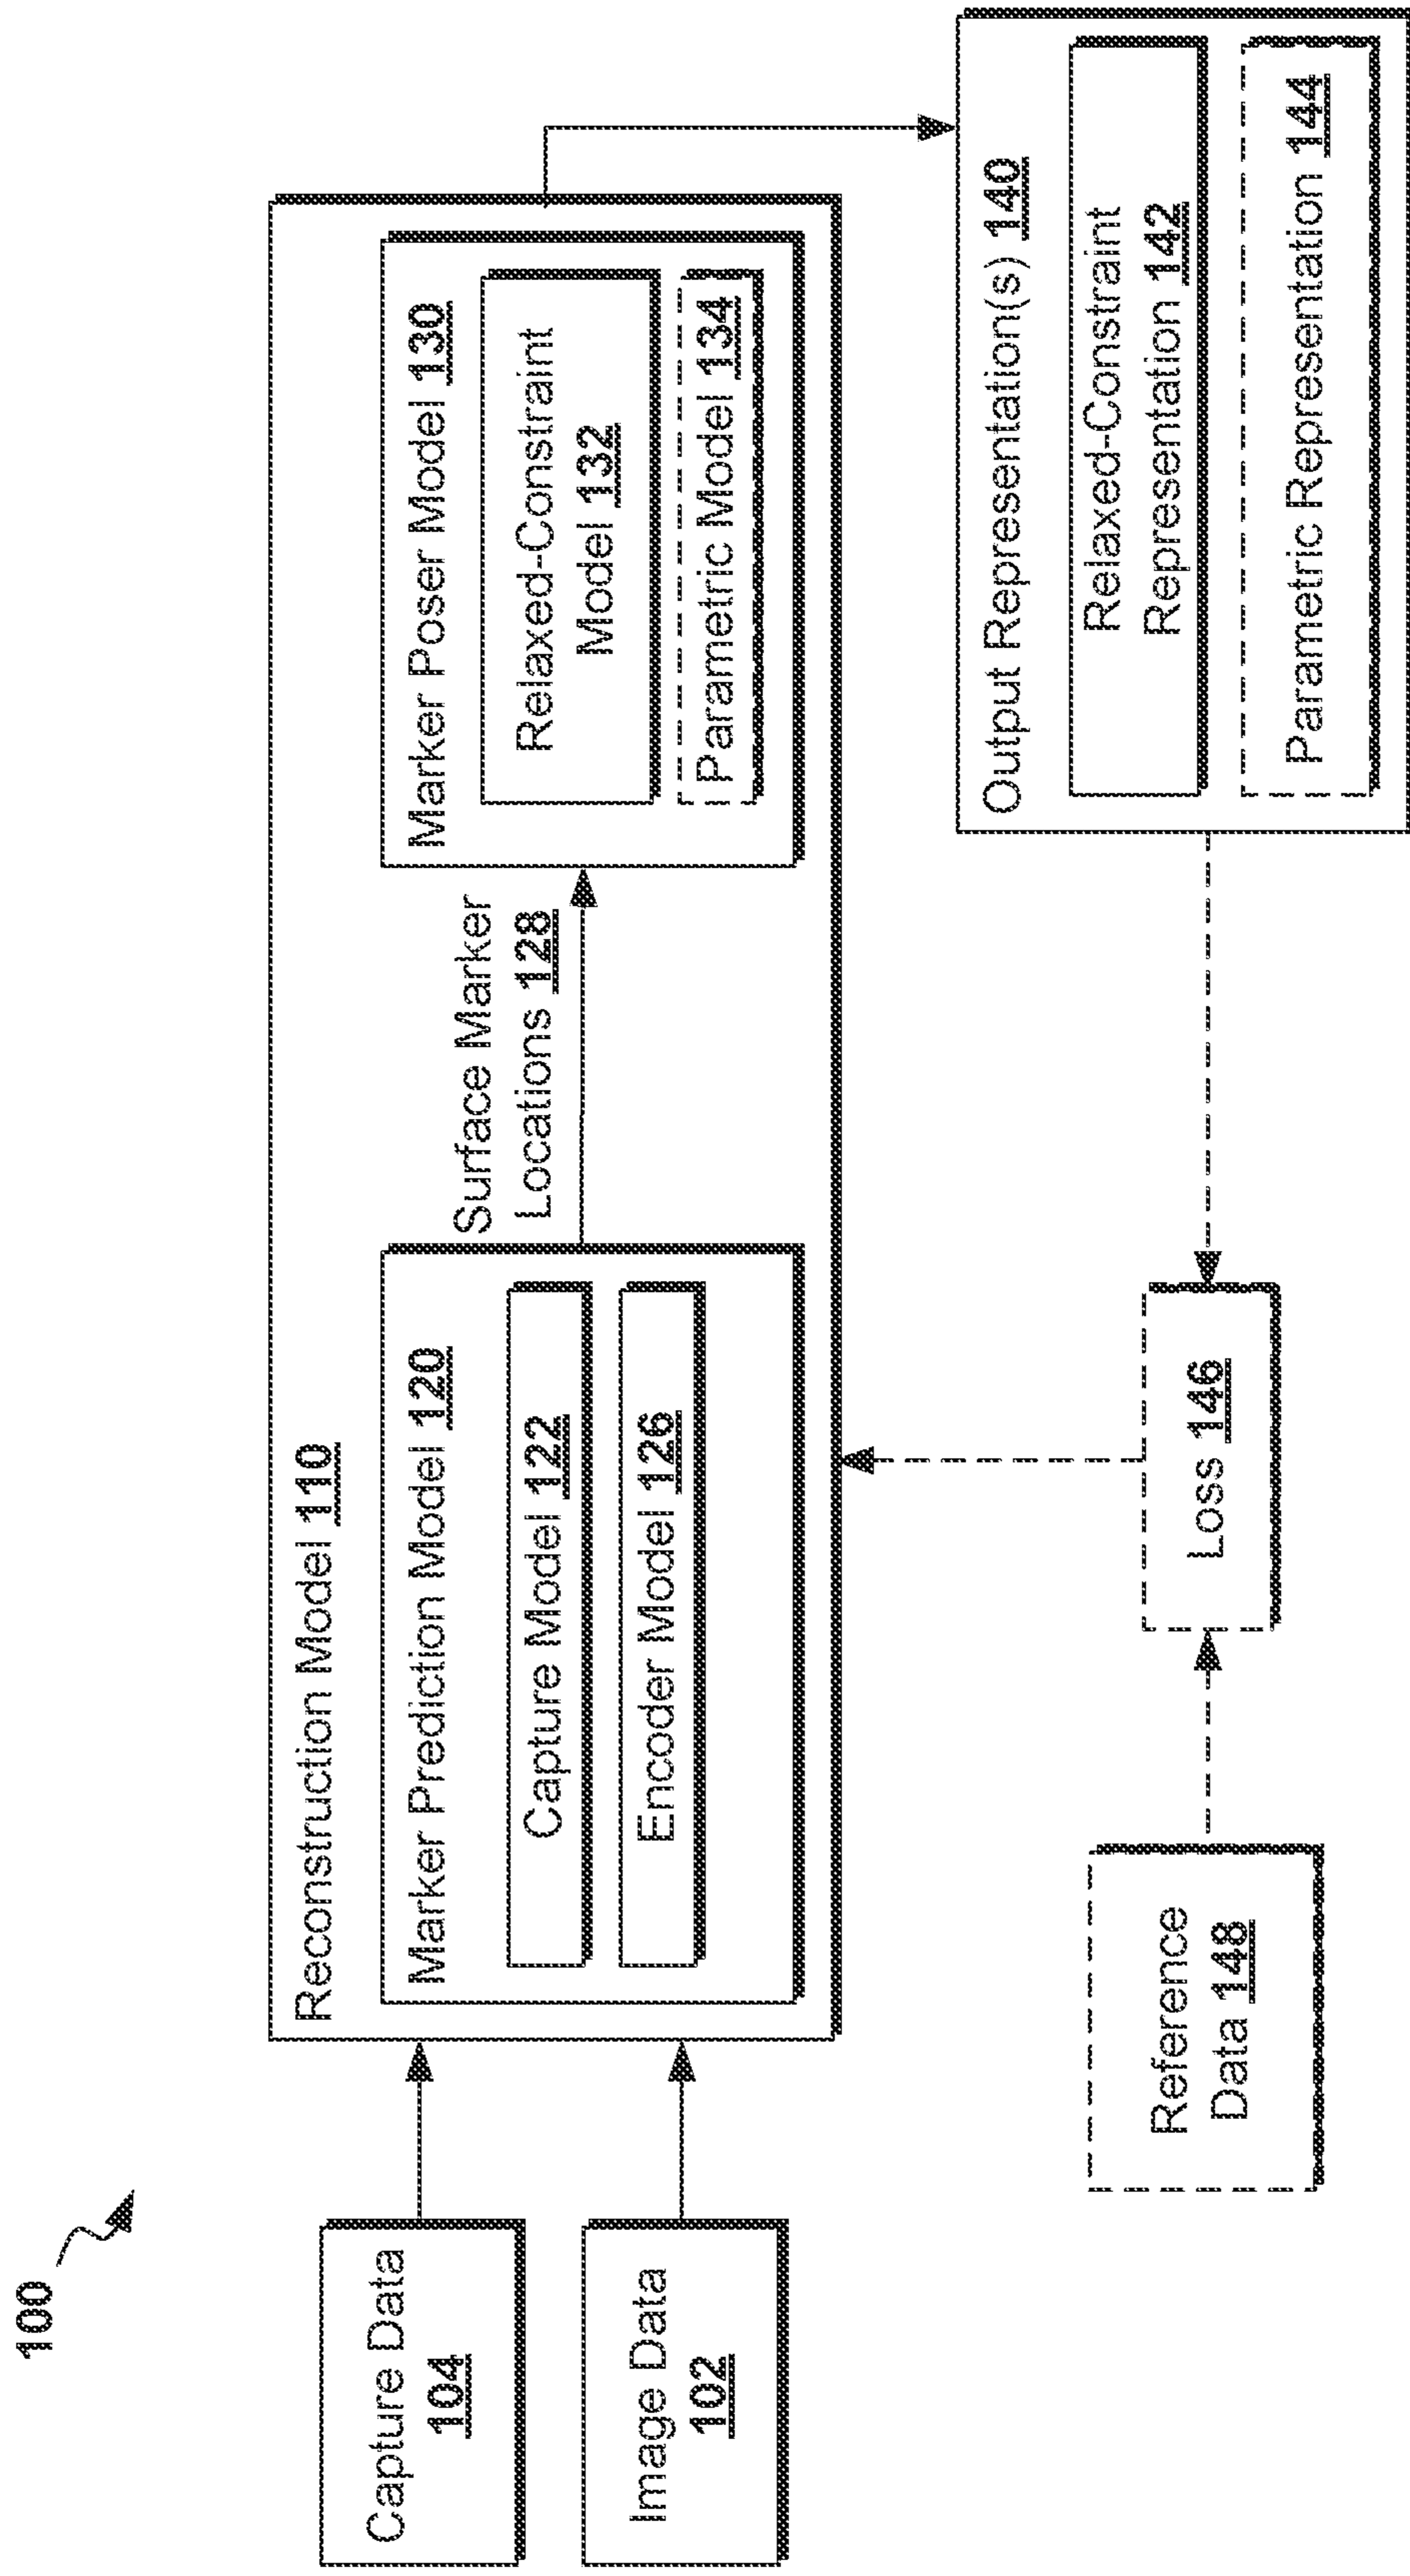 100
Capture Data
104
Image Data
102
Reconstruction Model 110
Marker Prediction Model 120
Capture Model 122
Encoder Model 126
Surface Marker
Locations 128
Marker Poser Model 130
Relaxed-Constraint
Model 132
Parametric Model 134
Output Representation(s) 140
Relaxed-Constraint
Representation 142
Parametric Representation 144
Loss 146
Reference
Data 148